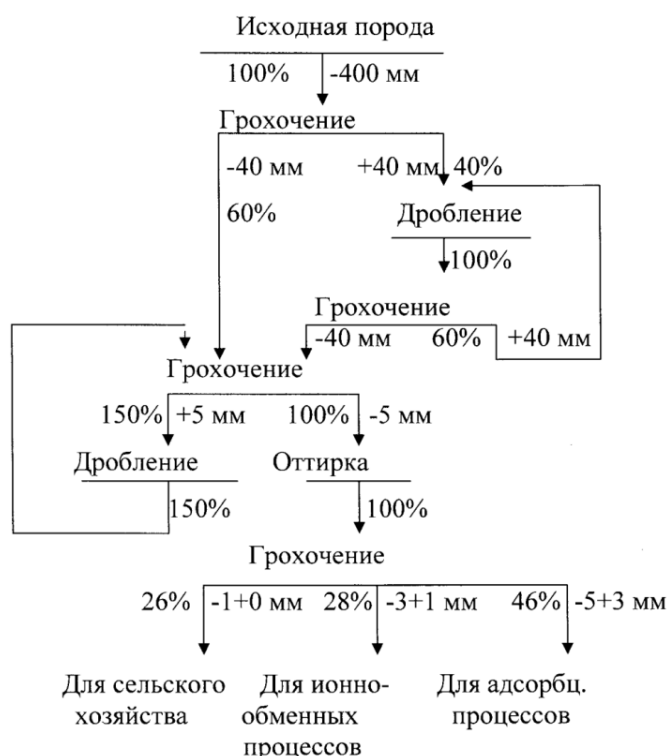 Исходная порода
100% -400 мм
Грохочение
-40 мм +40 мм 40%
60%
Дробление
100%
Грохочение
-40 мм 60% +40 мм
Грохочение
150% +5 мм 100% -5 мм
Дробление Оттирка
150% 100%
Грохочение
26% -1+0 мм 28% -3+1 мм 46% -5+3 мм
Для сельского Для ионно- Для адсорбц.
хозяйства обменных процессов
процессов